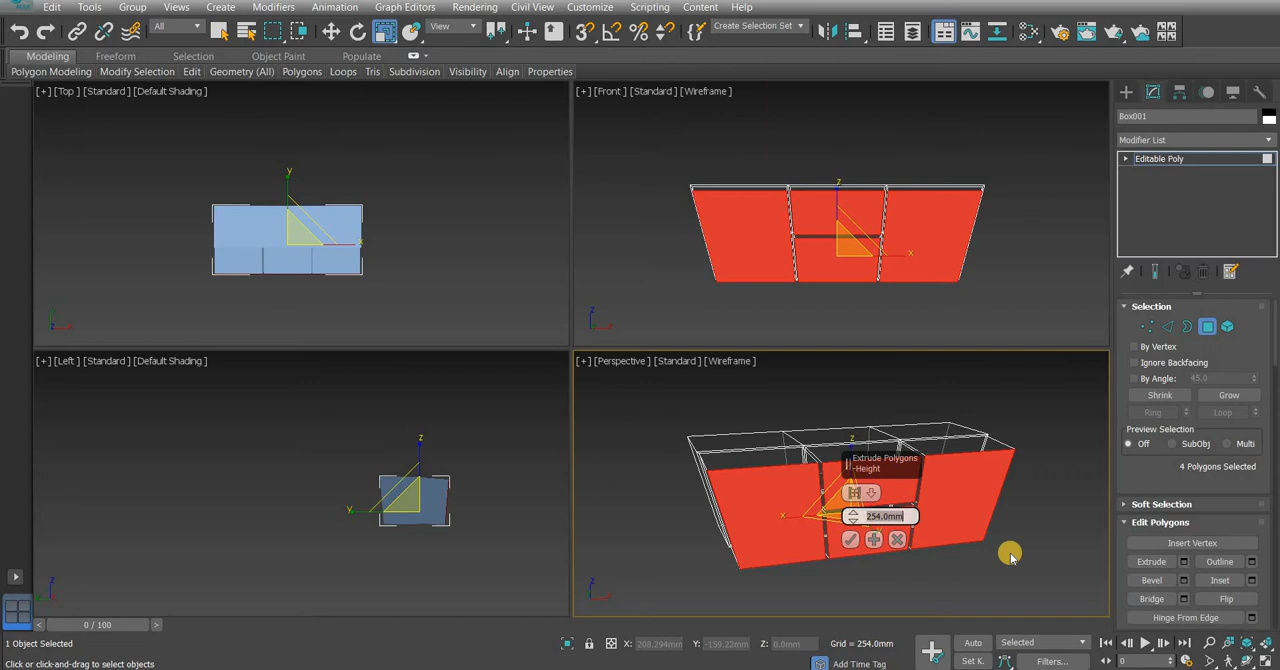 Edit Tools Group Views Create Modifiers Animation Graph Editors Rendering Civil View Customize Scripting Content Help
All View Create Selection Set
Modeling Freeform Selection Object Paint Populate
Polygon Modeling Modify Selection Edit Geometry (All) Polygons Loops Tris Subdivision Visibility Align Properties
[+] [Top] [Standard] [Default Shading]
y
x
[+] [Front] [Standard] [Wireframe]
z
x
z
[+] [Left] [Standard] [Default Shading]
z
y
z
[+] [Perspective] [Standard] [Wireframe]
z
x
Extrude Polygons
-Height
254.0mm
Box001
Modifier List
Editable Poly
Selection
By Vertex
Ignore Backfacing
By Angle: 45.0
Shrink Grow
Ring Loop
Preview Selection
Off SubObj Multi
4 Polygons Selected
Soft Selection
Edit Polygons
Insert Vertex
Extrude Outline
Bevel Inset
Bridge Flip
Hinge From Edge
< 0 / 100 >
1 Object Selected X: 208.294mm Y: -159.22mm Z: 0.0mm Grid = 254.0mm Auto Selected
Click or click-and-drag to select objects Add Time Tag Set K. Filters... 0